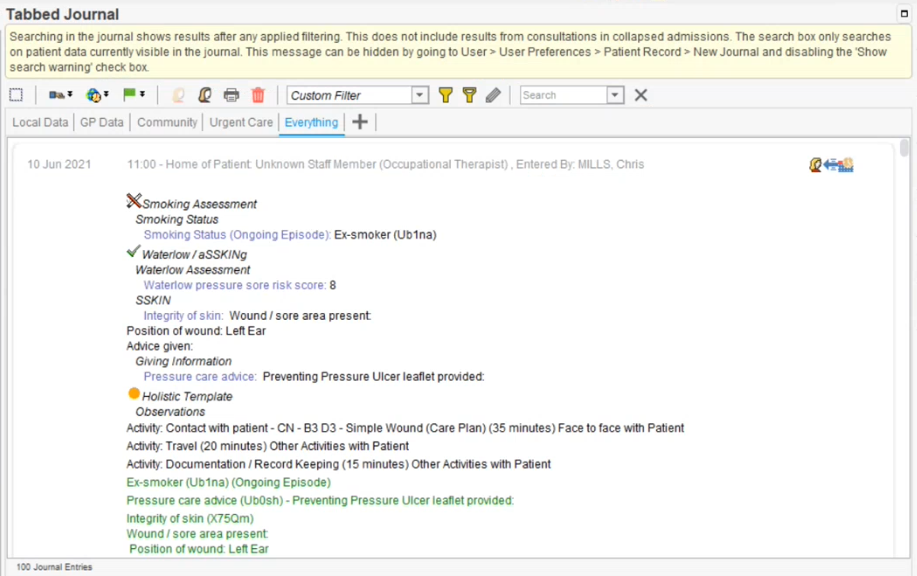 Tabbed Journal
Searching in the journal shows results after any applied filtering. This does not include results from consultations in collapsed admissions. The search box only searches
on patient data currently visible in the journal. This message can be hidden by going to User > User Preferences > Patient Record > New Journal and disabling the 'Show
search warning' check box.
Custom Filter Search
Local Data GP Data Community Urgent Care Everything
10 Jun 2021 11:00 - Home of Patient: Unknown Staff Member (Occupational Therapist) , Entered By: MILLS, Chris
Smoking Assessment
Smoking Status
Smoking Status (Ongoing Episode): Ex-smoker (Ub1na)
Waterlow / aSSKINg
Waterlow Assessment
Waterlow pressure sore risk score: 8
SSKIN
Integrity of skin: Wound / sore area present:
Position of wound: Left Ear
Advice given:
Giving Information
Pressure care advice: Preventing Pressure Ulcer leaflet provided:
Holistic Template
Observations
Activity: Contact with patient - CN - B3 D3 - Simple Wound (Care Plan) (35 minutes) Face to face with Patient
Activity: Travel (20 minutes) Other Activities with Patient
Activity: Documentation / Record Keeping (15 minutes) Other Activities with Patient
Ex-smoker (Ub1na) (Ongoing Episode)
Pressure care advice (Ub0sh) - Preventing Pressure Ulcer leaflet provided:
Integrity of skin (X75Qm)
Wound / sore area present:
Position of wound: Left Ear
100 Journal Entries